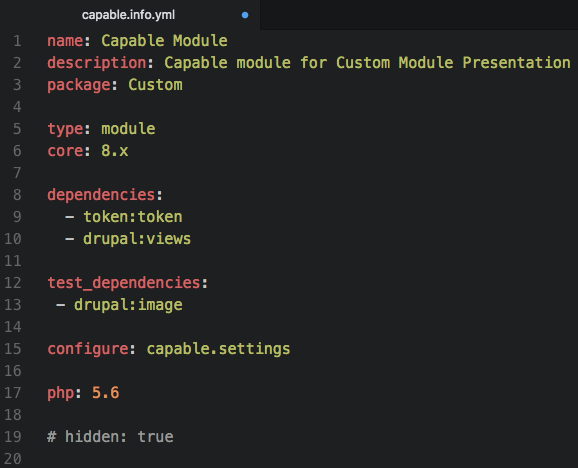 capable.info.yml
1 name: Capable Module
2 description: Capable module for Custom Module Presentation
3 package: Custom
4
5 type: module
6 core: 8.x
7
8 dependencies:
9   - token:token
10   - drupal:views
11
12 test_dependencies:
13  - drupal:image
14
15 configure: capable.settings
16
17 php: 5.6
18
19 # hidden: true
20